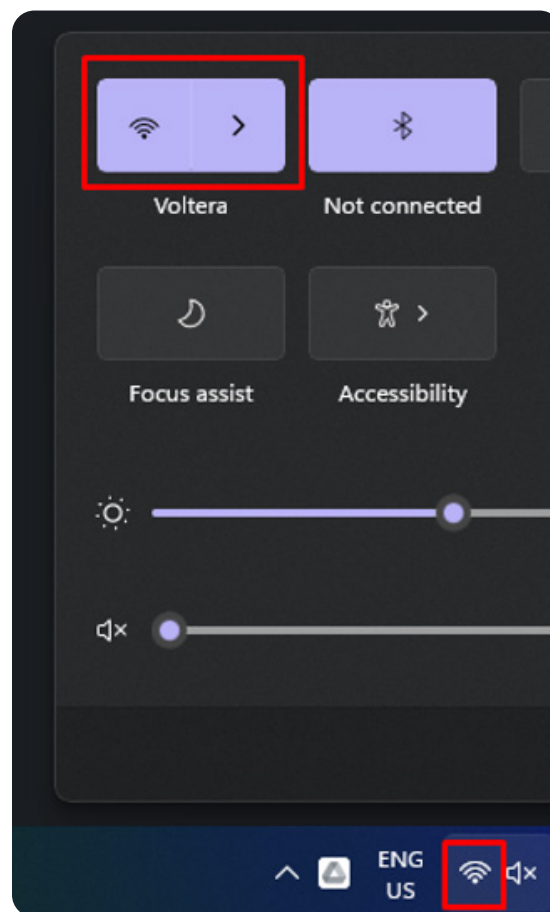 Voltera
Not connected
Focus assist
Accessibility
ENG
US